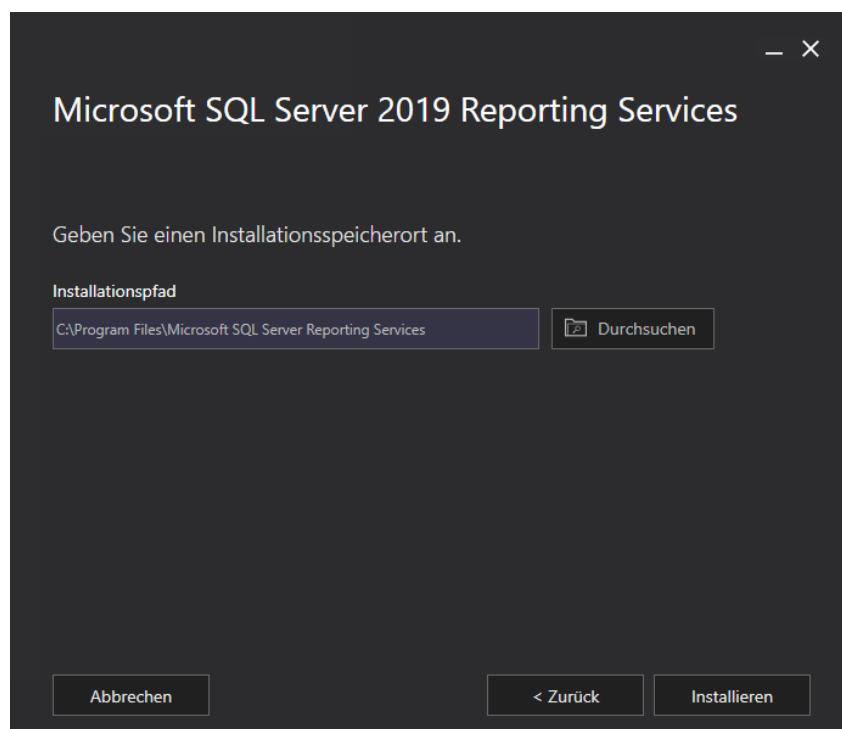 Microsoft SQL Server 2019 Reporting Services
Geben Sie einen Installationsspeicherort an.
Installationspfad
C:\Program Files\Microsoft SQL Server Reporting Services
Durchsuchen
Abbrechen
< Zurück
Installieren